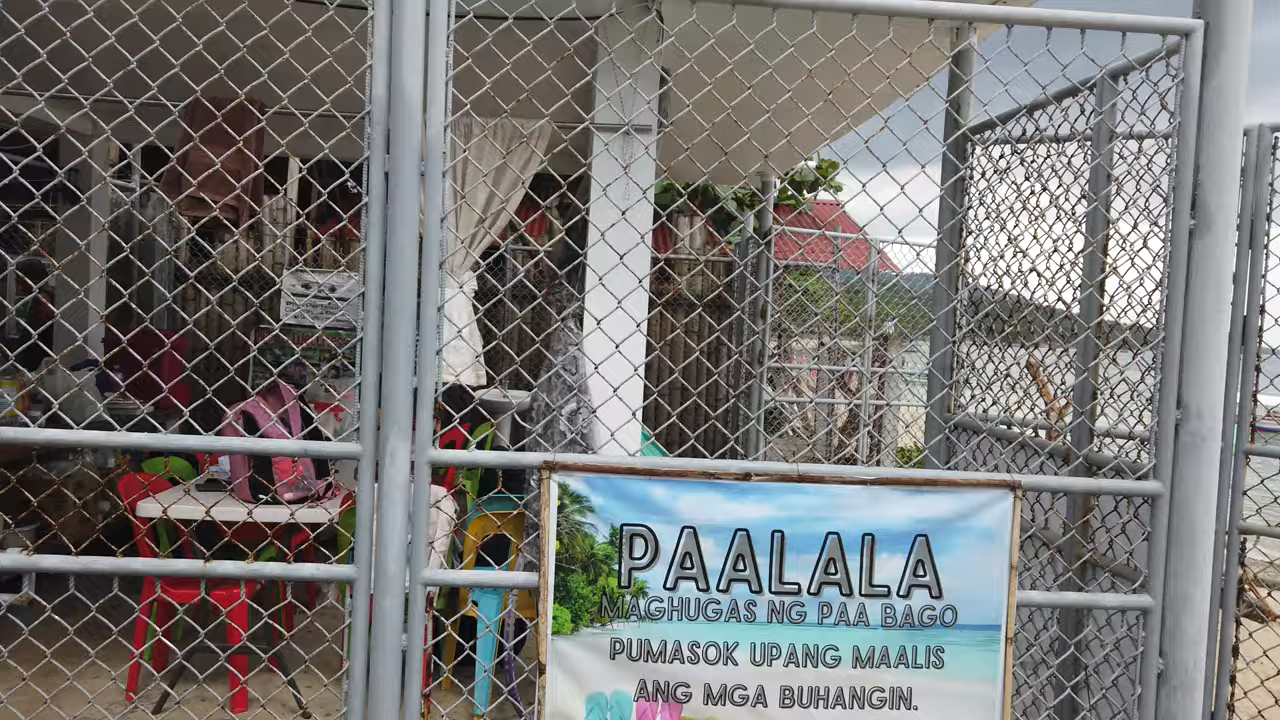 PAALALA
MAGHUGAS NG PAA BAGO
PUMASOK UPANG MAALIS
ANG MGA BUHANGIN.